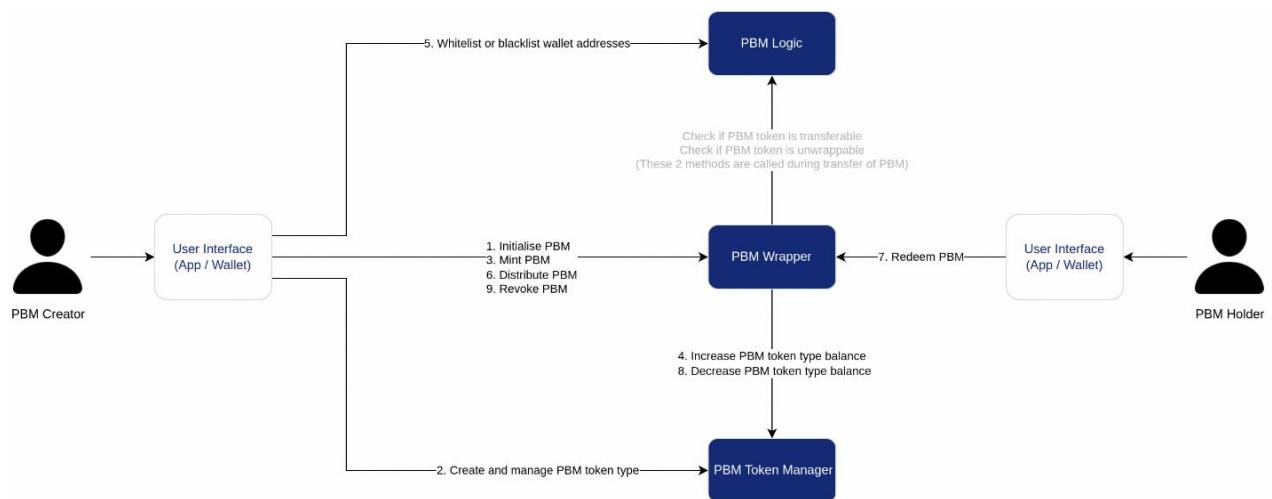 5. Whitelist or blacklist wallet addresses
PBM Logic
Check if PBM token is transferable
Check if PBM token is unwrappable
(These 2 methods are called during transfer of PBM)
User Interface
(App / Wallet)
1. Initialise PBM
3. Mint PBM
6. Distribute PBM
9. Revoke PBM
PBM Wrapper
7. Redeem PBM
User Interface
(App / Wallet)
PBM Creator
PBM Holder
4. Increase PBM token type balance
8. Decrease PBM token type balance
2. Create and manage PBM token type
PBM Token Manager